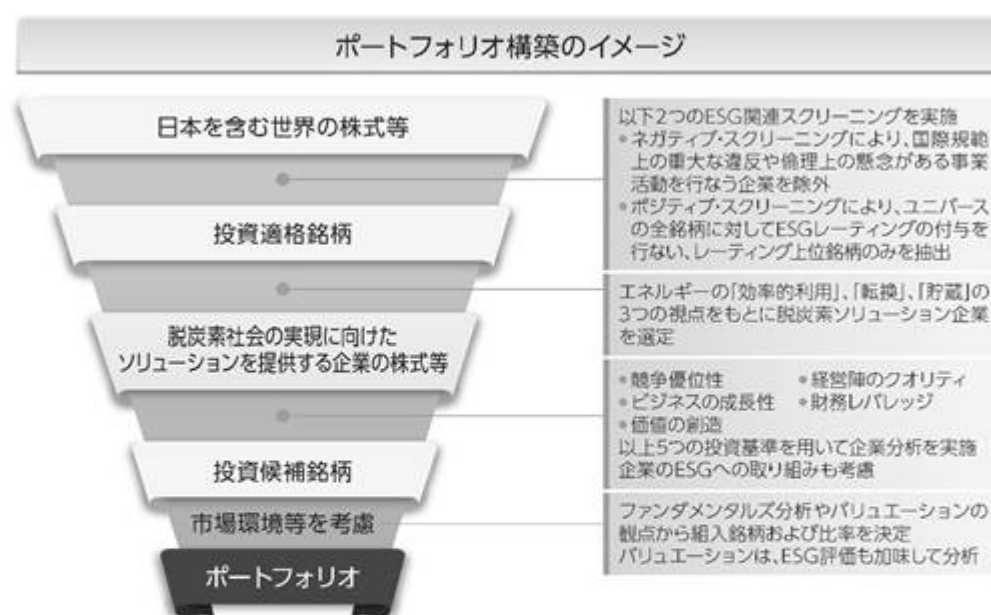 ポートフォリオ構築のイメージ
日本を含む世界の株式等
以下2つのESG関連スクリーニングを実施
●ネガティブ・スクリーニングにより、国際規範
上の重大な違反や倫理上の懸念がある事業
活動を行なう企業を除外
●ポジティブ・スクリーニングにより、ユニバース
の全銘柄に対してESGレーティングの付与を
行ない、レーティング上位銘柄のみを抽出
投資適格銘柄
エネルギーの「効率的利用」、「転換」、「貯蔵」の
3つの視点をもとに脱炭素ソリューション企業
を選定
脱炭素社会の実現に向けた
ソリューションを提供する企業の株式等
●競争優位性 ●経営陣のクオリティ
●ビジネスの成長性 ●財務レバレッジ
●価値の創造
以上5つの投資基準を用いて企業分析を実施
企業のESGへの取り組みも考慮
投資候補銘柄
市場環境等を考慮
ファンダメンタルズ分析やバリュエーションの
観点から組入銘柄および比率を決定
バリュエーションは、ESG評価も加味して分析
ポートフォリオ